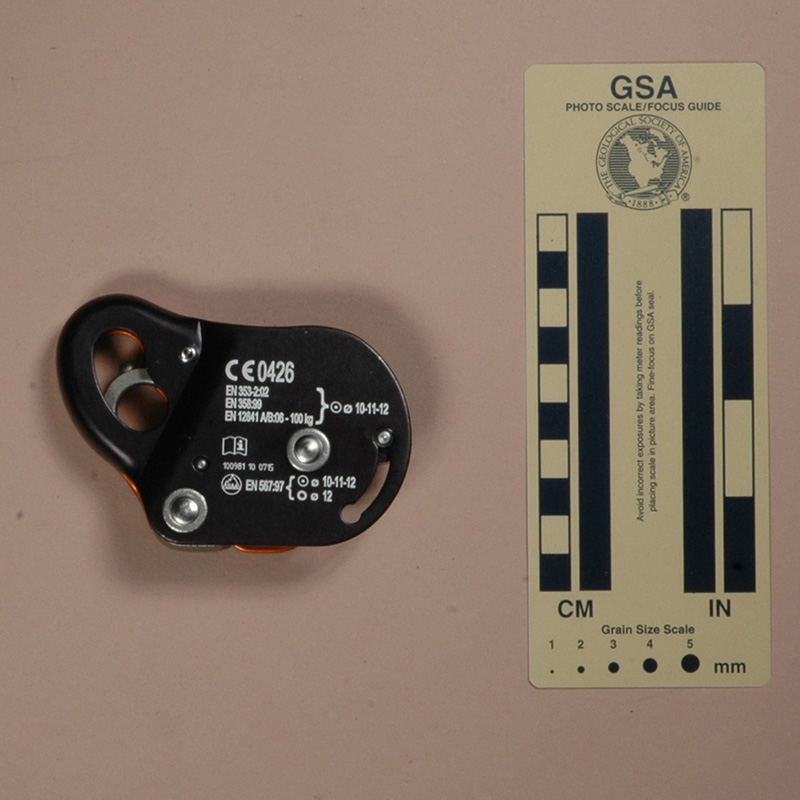 CE 0426
EN 353-2:02
EN 358:99
EN 12841 A/B:06 - 100 kg
ø 10-11-12
100981 10 0715
EN 567:97
ø 10-11-12
ø 12
GSA
PHOTO SCALE/FOCUS GUIDE
THE GEOLOGICAL SOCIETY OF AMERICA
1888
®
Avoid incorrect exposures by taking meter readings before
placing scale in picture area. Fine-focus on GSA seal.
CM
IN
Grain Size Scale
1 2 3 4 5
mm